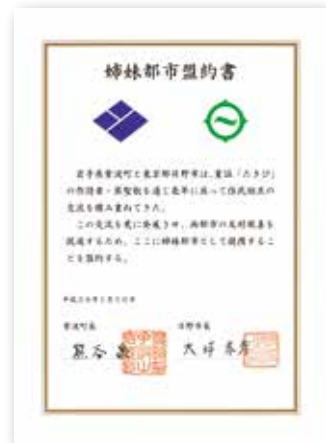 姉妹都市盟約書
岩手県紫波町と東京都日野市は、童謡「たきび」
の作詞者・巽聖歌を通じ長年に亘って住民相互の
交流を積み重ねてきた。
この交流を更に発展させ、両都市の友好親善を
促進するため、ここに姉妹都市として提携するこ
とを盟約する。
紫波町長
日野市長
熊谷 泉
大坪 冬彦